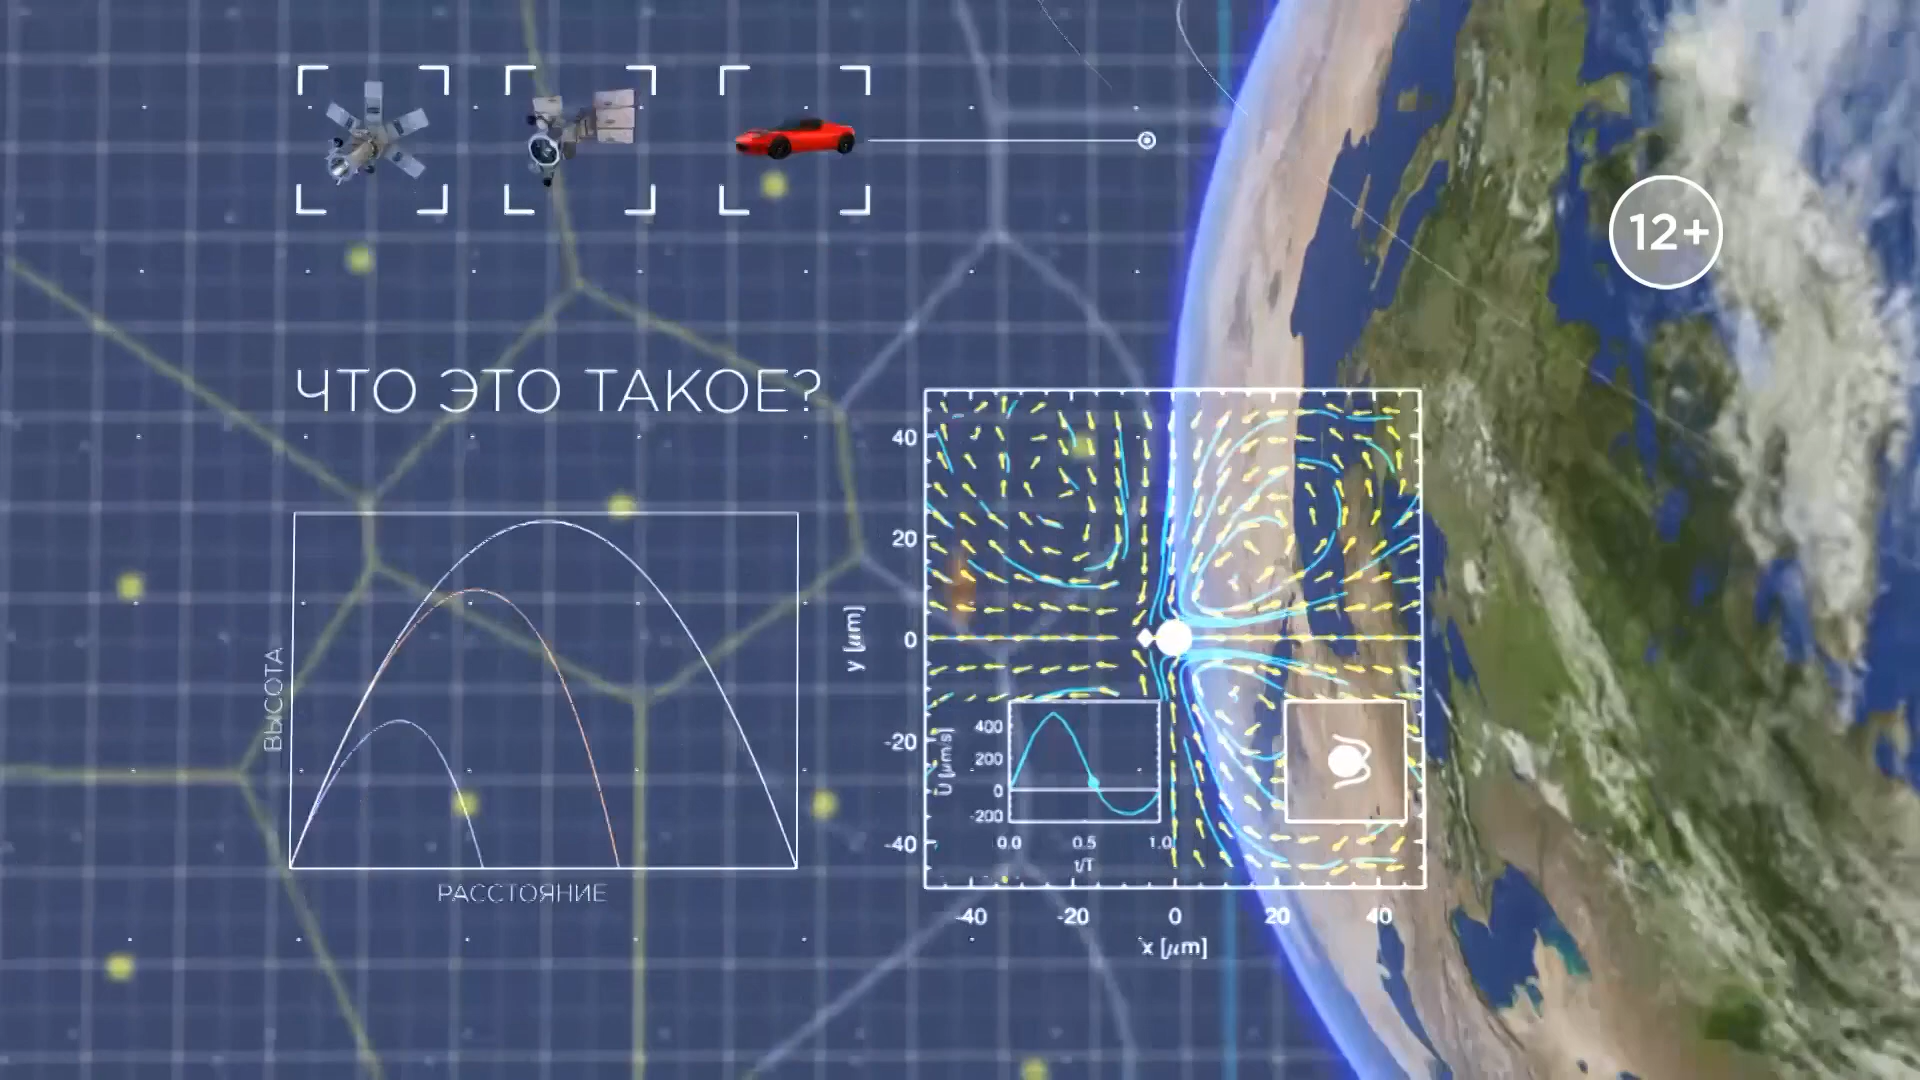 12+
ЧТО ЭТО ТАКОЕ?
ВЫСОТА
РАССТОЯНИЕ
y [μm]
40
20
0
-20
-40
-40 -20 0 20 40
x [μm]
U [μm/s]
400
200
0
-200
0.0 0.5 1.0
t/T